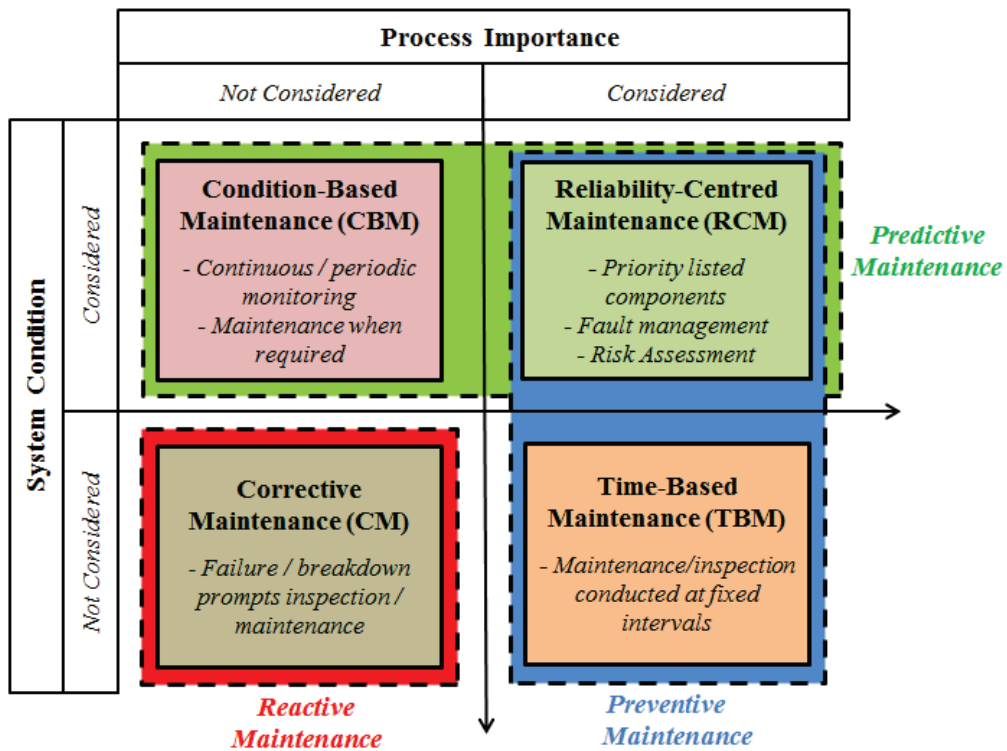 Process Importance
Not Considered
Considered
System Condition
Considered
Not Considered
Condition-Based
Maintenance (CBM)
- Continuous / periodic
monitoring
- Maintenance when
required
Reliability-Centred
Maintenance (RCM)
- Priority listed
components
- Fault management
- Risk Assessment
Predictive
Maintenance
Corrective
Maintenance (CM)
- Failure / breakdown
prompts inspection /
maintenance
Time-Based
Maintenance (TBM)
- Maintenance/inspection
conducted at fixed
intervals
Reactive
Maintenance
Preventive
Maintenance